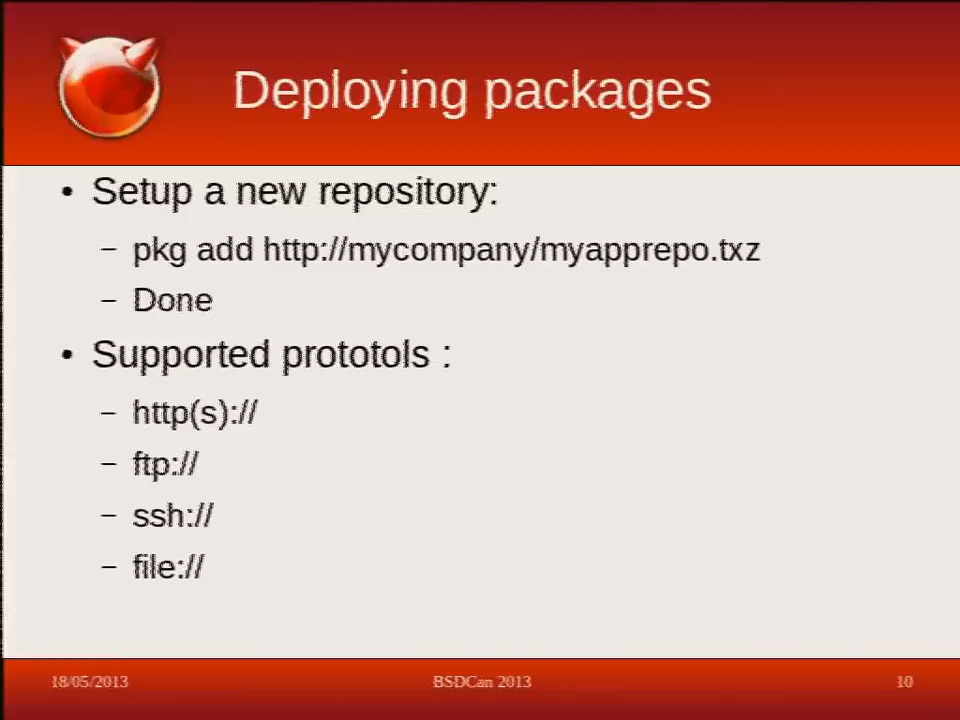 Deploying packages
• Setup a new repository:
– pkg add http://mycompany/myapprepo.txz
– Done
• Supported prototols :
– http(s)://
– ftp://
– ssh://
– file://
18/05/2013 BSDCan 2013 10